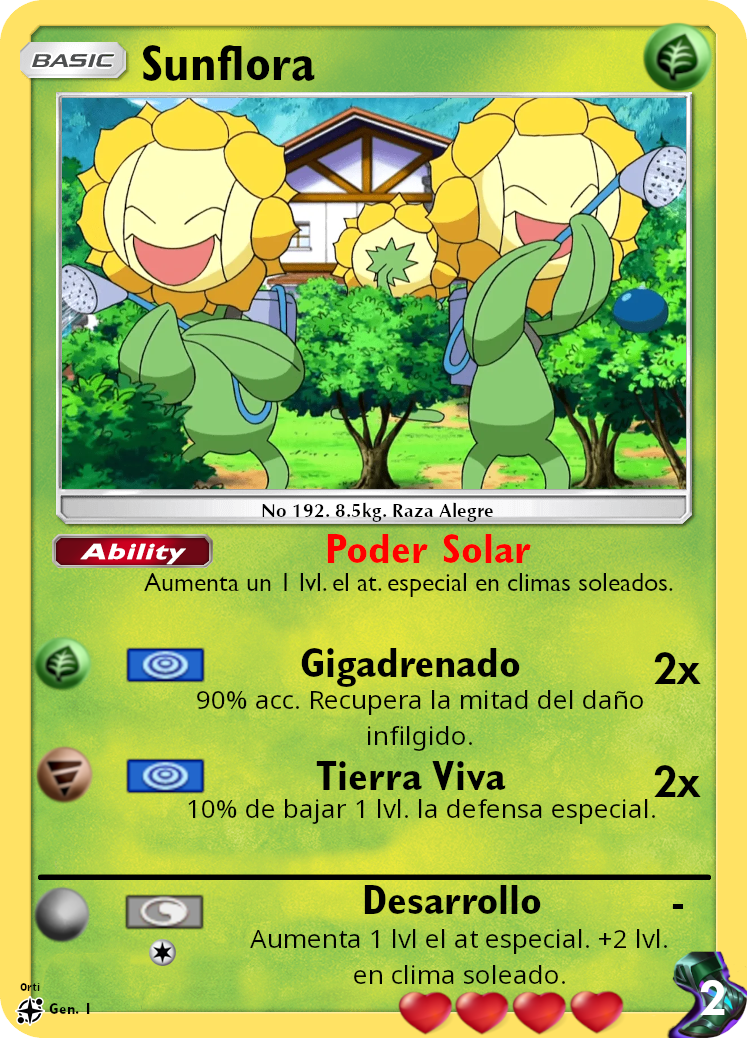 BASIC Sunflora
No 192. 8.5kg. Raza Alegre
Ability Poder Solar
Aumenta un 1 lvl. el at. especial en climas soleados.
Gigadrenado 2x
90% acc. Recupera la mitad del daño
infilgido.
Tierra Viva 2x
10% de bajar 1 lvl. la defensa especial.
Desarrollo -
Aumenta 1 lvl el at especial. +2 lvl.
en clima soleado.
Orti
Gen. 1
2